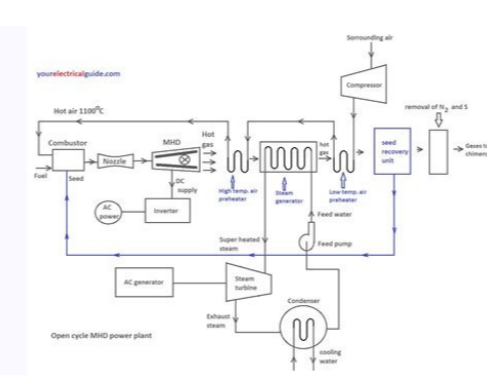 Sorrounding air
yourelectricalguide.com
Compressor
Hot air 1100°C
removal of N2 and S
Combustor
MHD
Hot
gas
Nozzle
hot
gas
seed
recovery
unit
Gases to
chimney
Fuel
Seed
DC
supply
High temp. air
preheater
Steam
generator
Low temp. air
preheater
AC
power
Inverter
Feed water
Super heated
steam
Feed pump
AC generator
Steam
turbine
Condenser
Exhaust
steam
Open cycle MHD power plant
cooling
water